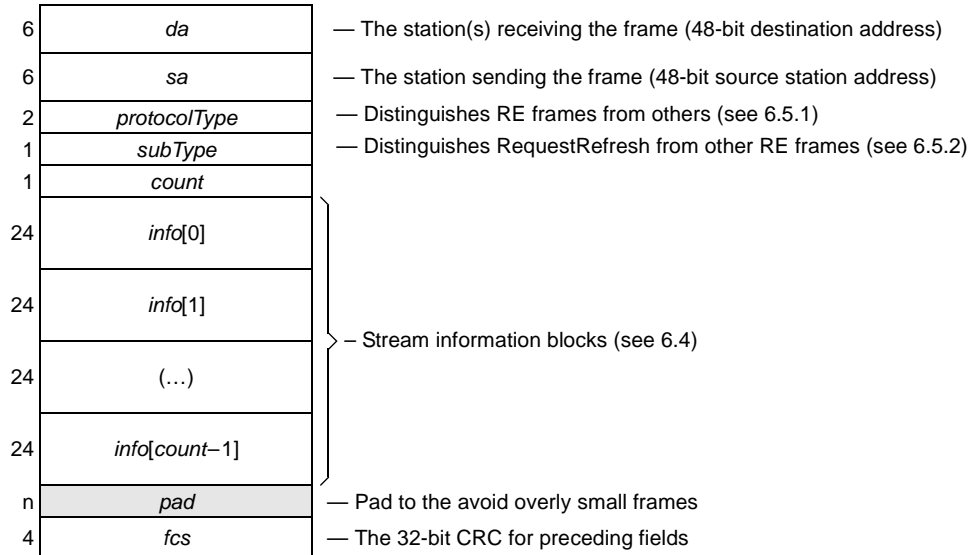 6 da — The station(s) receiving the frame (48-bit destination address)
6 sa — The station sending the frame (48-bit source station address)
2 protocolType — Distinguishes RE frames from others (see 6.5.1)
1 subType — Distinguishes RequestRefresh from other RE frames (see 6.5.2)
1 count
24 info[0]
24 info[1]
– Stream information blocks (see 6.4)
24 (…)
24 info[count–1]
n pad — Pad to the avoid overly small frames
4 fcs — The 32-bit CRC for preceding fields